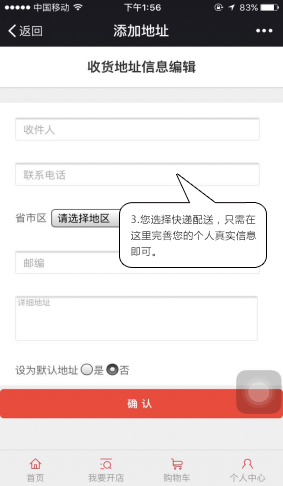 中国移动 下午1:56 83%
返回 添加地址
收货地址信息编辑
收件人
联系电话
省市区 请选择地区
3.您选择快递配送，只需在
这里完善您的个人真实信息
即可。
邮编
详细地址
设为默认地址 是 否
确认
首页 我要开店 购物车 个人中心